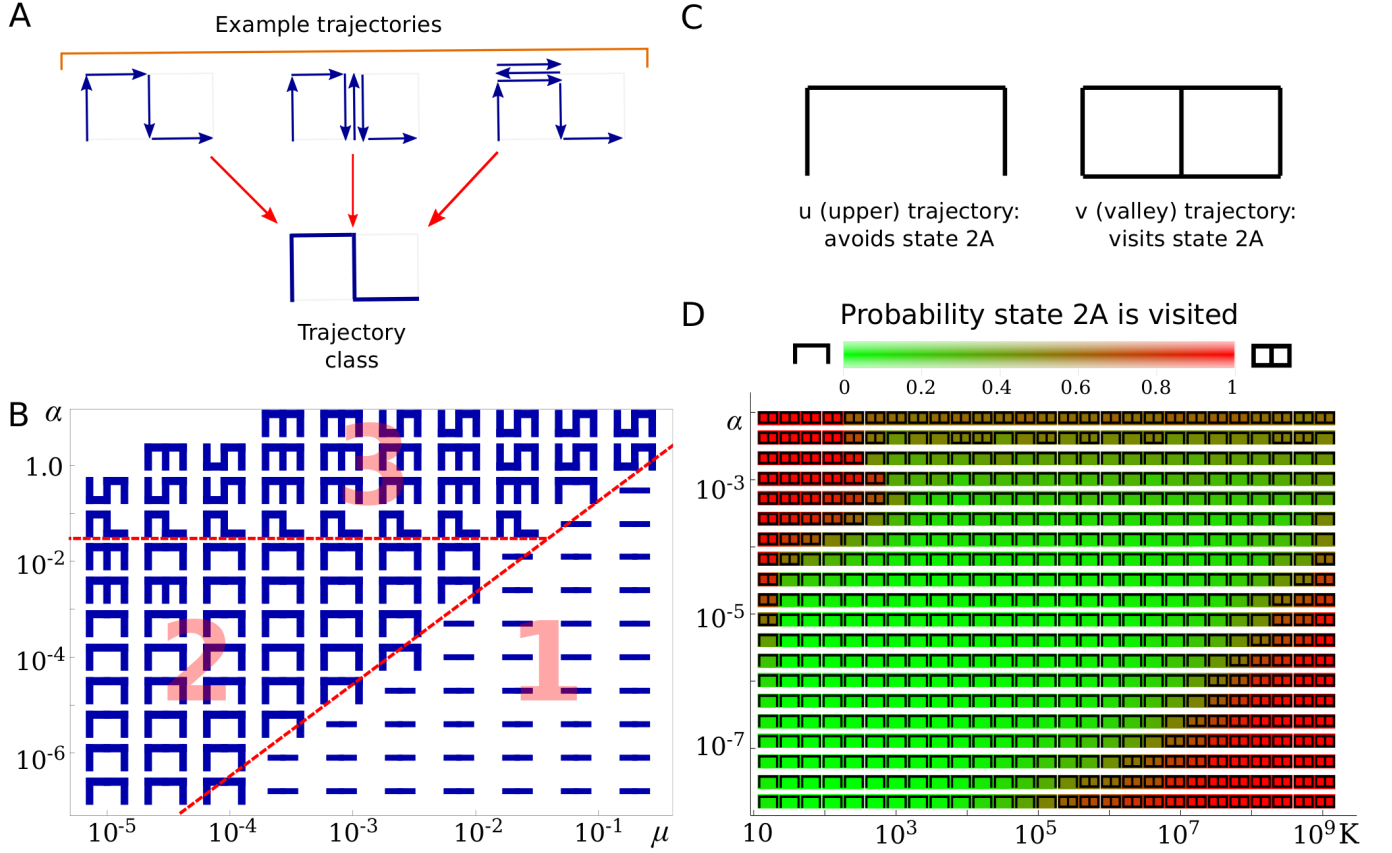 A
Example trajectories
Trajectory
class
B
α
1.0
10-2
10-4
10-6
3
2
1
10-5
10-4
10-3
10-2
10-1
μ
C
u (upper) trajectory:
avoids state 2A
v (valley) trajectory:
visits state 2A
D
Probability state 2A is visited
0
0.2
0.4
0.6
0.8
1
α
10-3
10-5
10-7
10
10³
10⁵
10⁷
10⁹
K